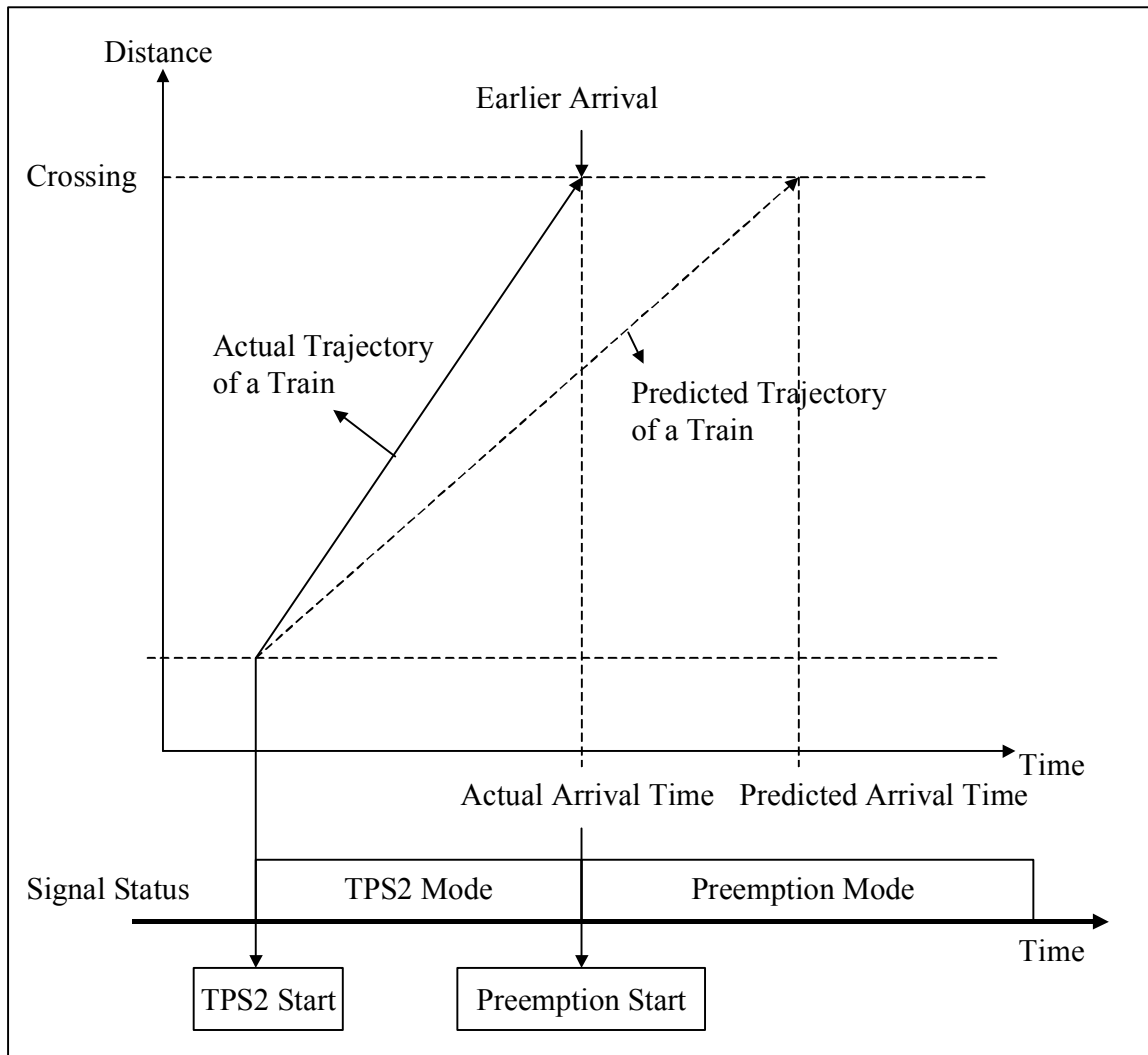 Distance
Earlier Arrival
Crossing
Actual Trajectory
of a Train
Predicted Trajectory
of a Train
Time
Actual Arrival Time
Predicted Arrival Time
Signal Status
TPS2 Mode
Preemption Mode
Time
TPS2 Start
Preemption Start